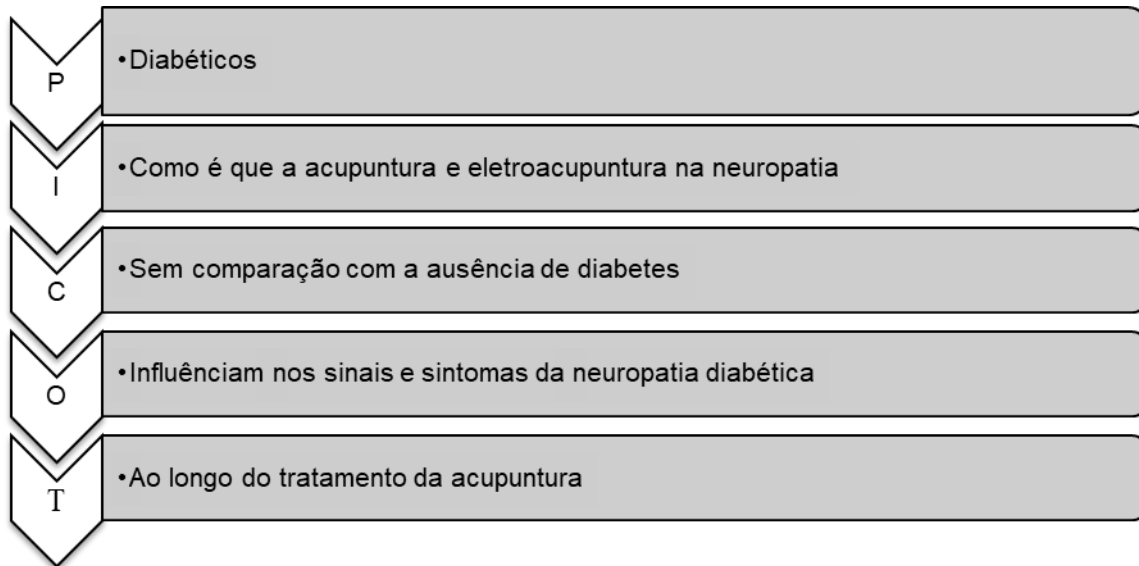 P
•Diabéticos
I
•Como é que a acupuntura e eletroacupuntura na neuropatia
C
•Sem comparação com a ausência de diabetes
O
•Influênciam nos sinais e sintomas da neuropatia diabética
T
•Ao longo do tratamento da acupuntura